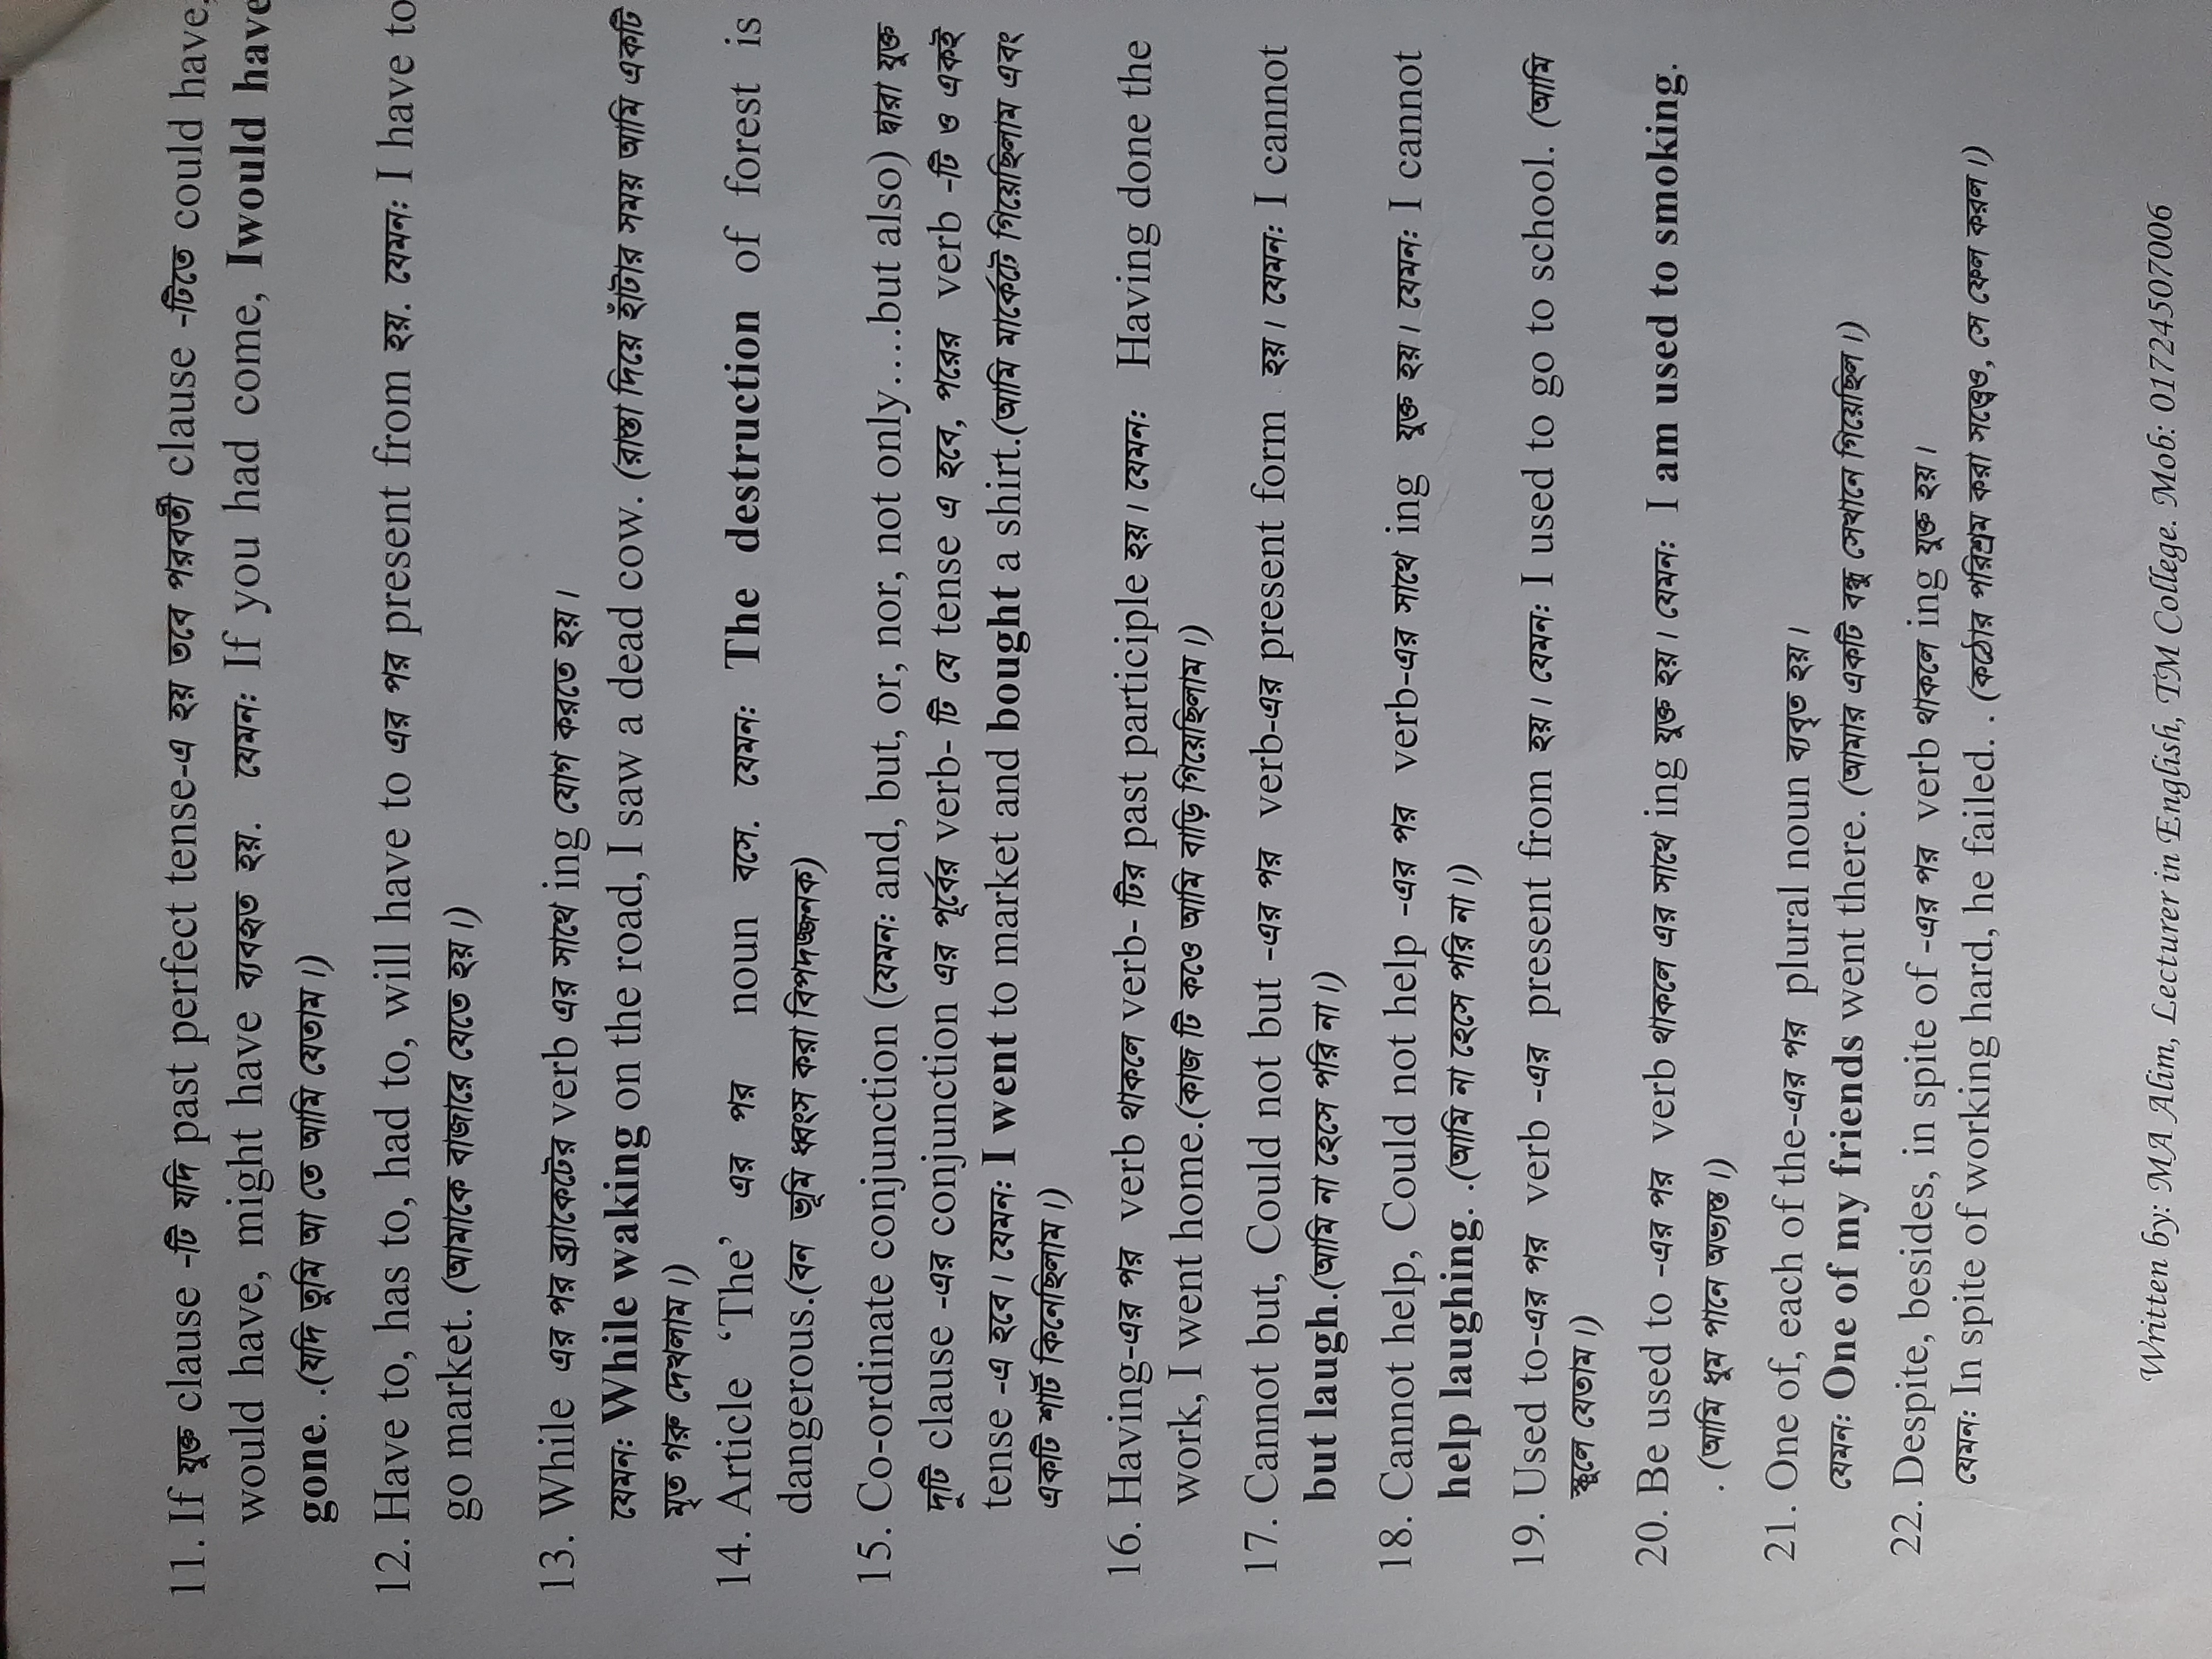 11. If যুক্ত clause -টি যদি past perfect tense-এ হয় তবে পরবর্তী clause -টিতে could have,
would have, might have ব্যবহৃত হয়. যেমন: If you had come, Iwould have
gone. .(যদি তুমি আ তে আমি যেতাম।)
12. Have to, has to, had to, will have to এর পর present from হয়. যেমন: I have to
go market. (আমাকে বাজারে যেতে হয়।)
13. While এর পর ব্র্যাকেটের verb এর সাথে ing যোগ করতে হয়।
যেমন: While waking on the road, I saw a dead cow. (রাস্তা দিয়ে হাঁটার সময় আমি একটি
মৃত গরু দেখলাম।)
14. Article ‘The’ এর পর noun বসে. যেমন: The destruction of forest is
dangerous.(বন ভূমি ধ্বংস করা বিপদজ্জনক)
15. Co-ordinate conjunction (যেমন: and, but, or, nor, not only….but also) দ্বারা যুক্ত
দুটি clause -এর conjunction এর পূর্বের verb- টি যে tense এ হবে, পরের verb -টি ও একই
tense -এ হবে। যেমন: I went to market and bought a shirt.(আমি মার্কেটে গিয়েছিলাম এবং
একটি শার্ট কিনেছিলাম।)
16. Having-এর পর verb থাকলে verb- টির past participle হয়। যেমন: Having done the
work, I went home.(কাজ টি কওে আমি বাড়ি গিয়েছিলাম।)
17. Cannot but, Could not but -এর পর verb-এর present form হয়। যেমন: I cannot
but laugh.(আমি না হেসে পরি না।)
18. Cannot help, Could not help -এর পর verb-এর সাথে ing যুক্ত হয়। যেমন: I cannot
help laughing. .(আমি না হেসে পরি না।)
19. Used to-এর পর verb -এর present from হয়। যেমন: I used to go to school. (আমি
স্কুলে যেতাম।)
20. Be used to -এর পর verb থাকলে এর সাথে ing যুক্ত হয়। যেমন: I am used to smoking.
. (আমি ধুম পানে অভ্যস্ত।)
21. One of, each of the-এর পর plural noun ব্যবৃত হয়।
যেমন: One of my friends went there. (আমার একটি বন্ধু সেখানে গিয়েছিল।)
22. Despite, besides, in spite of -এর পর verb থাকলে ing যুক্ত হয়।
যেমন: In spite of working hard, he failed. . (কঠোর পরিশ্রম করা সত্ত্বেও, সে ফেল করল।)
Written by: MA Alim, Lecturer in English, TM College. Mob: 01724507006